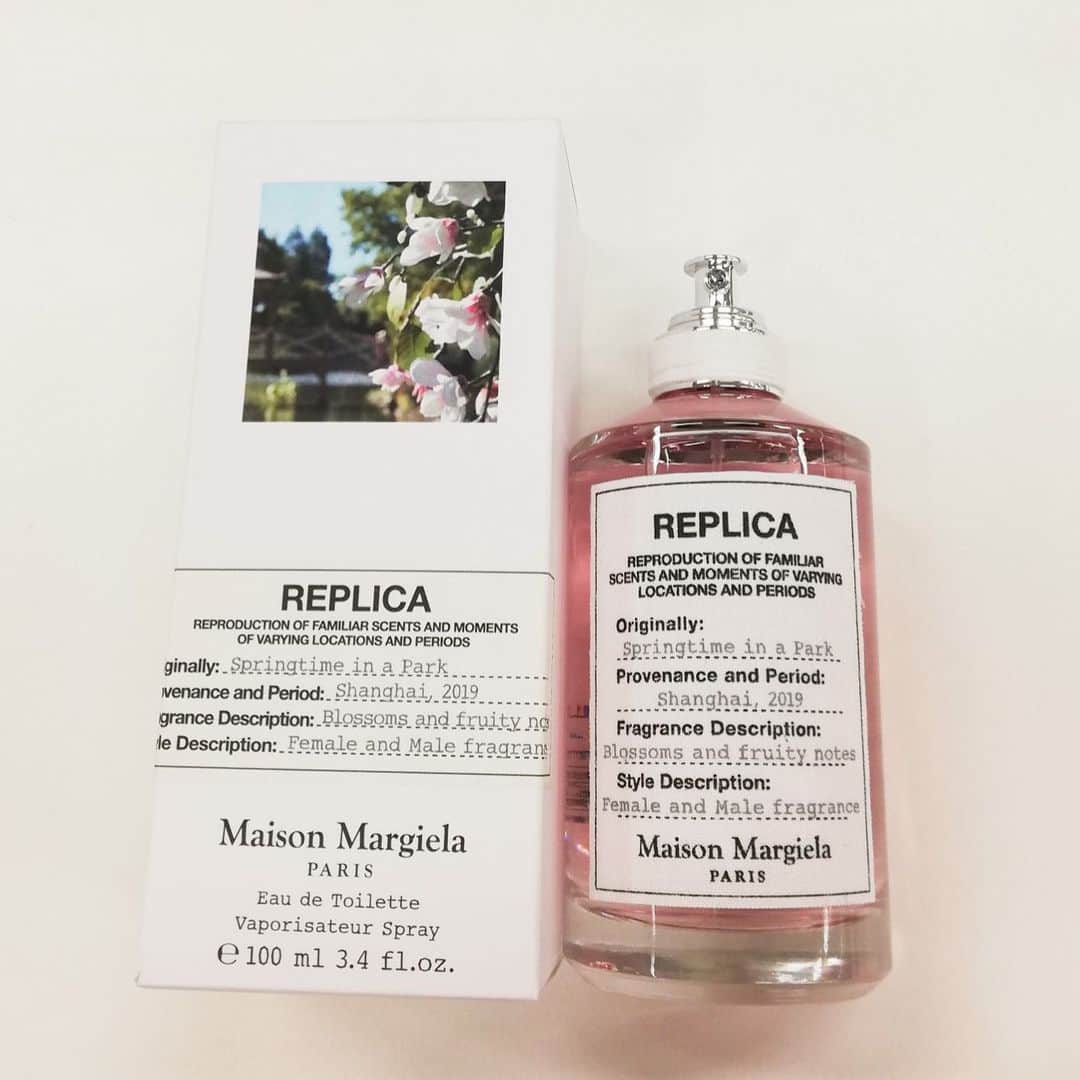 REPLICA
REPRODUCTION OF FAMILIAR SCENTS AND MOMENTS
OF VARYING LOCATIONS AND PERIODS
ginally: Springtime in a Park
venance and Period: Shanghai, 2019
grance Description: Blossoms and fruity no
le Description: Female and Male fragran
Maison Margiela
PARIS
Eau de Toilette
Vaporisateur Spray
℮ 100 ml 3.4 fl.oz.
REPLICA
REPRODUCTION OF FAMILIAR
SCENTS AND MOMENTS OF VARYING
LOCATIONS AND PERIODS
Originally:
Springtime in a Park
Provenance and Period:
Shanghai, 2019
Fragrance Description:
Blossoms and fruity notes
Style Description:
Female and Male fragrance
Maison Margiela
PARIS